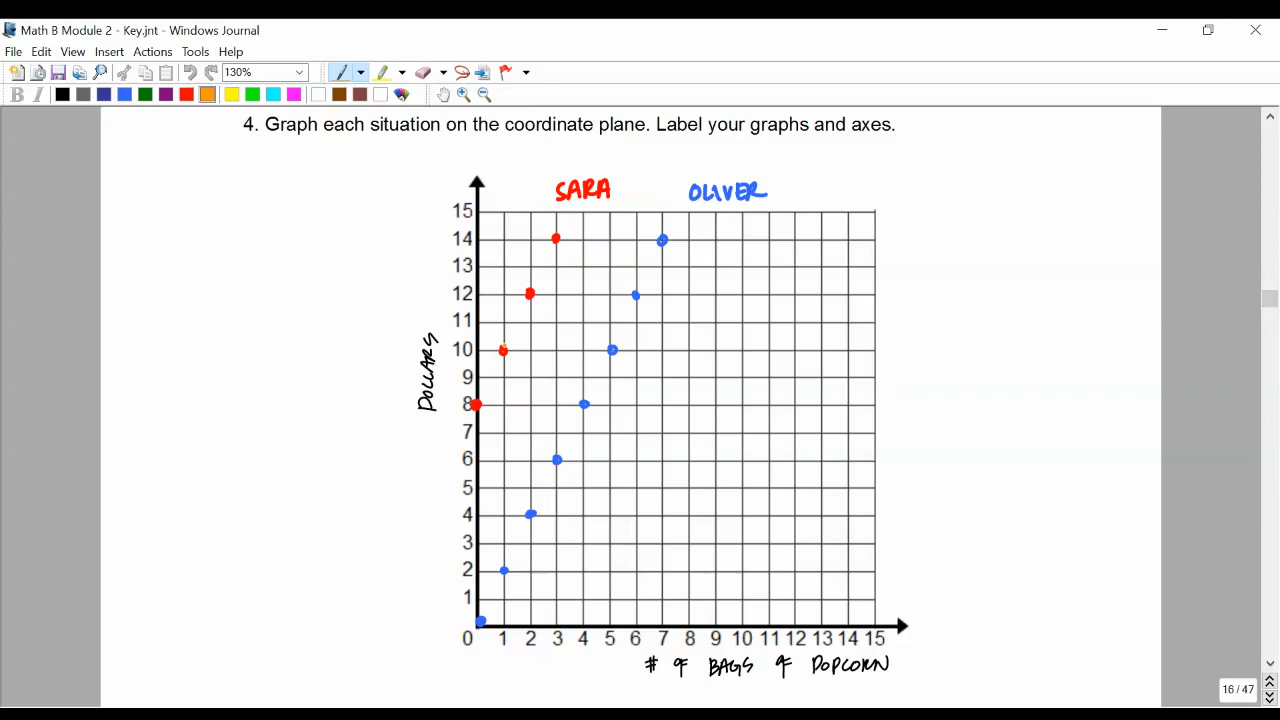 Math B Module 2 - Key.jnt - Windows Journal
File Edit View Insert Actions Tools Help
130%
B I
4. Graph each situation on the coordinate plane. Label your graphs and axes.
SARA OLIVER
15
14
13
12
11
10
9
8
7
6
5
4
3
2
1
DOLLARS
0 1 2 3 4 5 6 7 8 9 10 11 12 13 14 15
# of BAGS of POPCORN
16 / 47